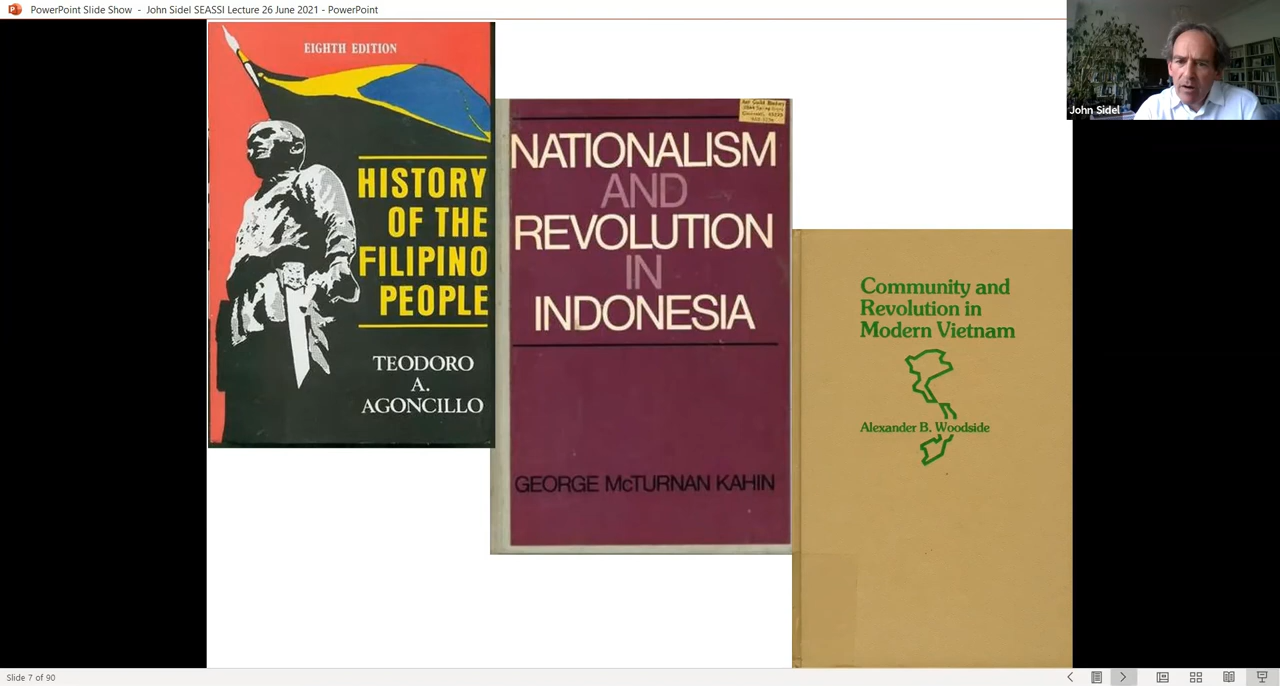 PowerPoint Slide Show - John Sidel SEASSI Lecture 26 June 2021 - PowerPoint
EIGHTH EDITION
HISTORY
OF THE
FILIPINO
PEOPLE
TEODORO
A.
AGONCILLO
NATIONALISM
AND
REVOLUTION
IN
INDONESIA
GEORGE McTURNAN KAHIN
Community and
Revolution in
Modern Vietnam
Alexander B. Woodside
John Sidel
Slide 7 of 90